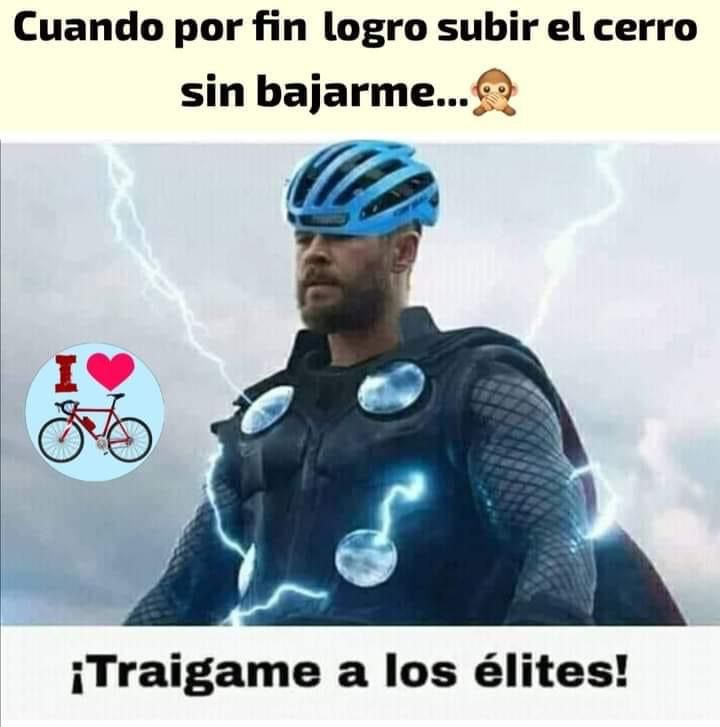 Cuando por fin logro subir el cerro
sin bajarme...🙊
I ❤
¡Traigame a los élites!